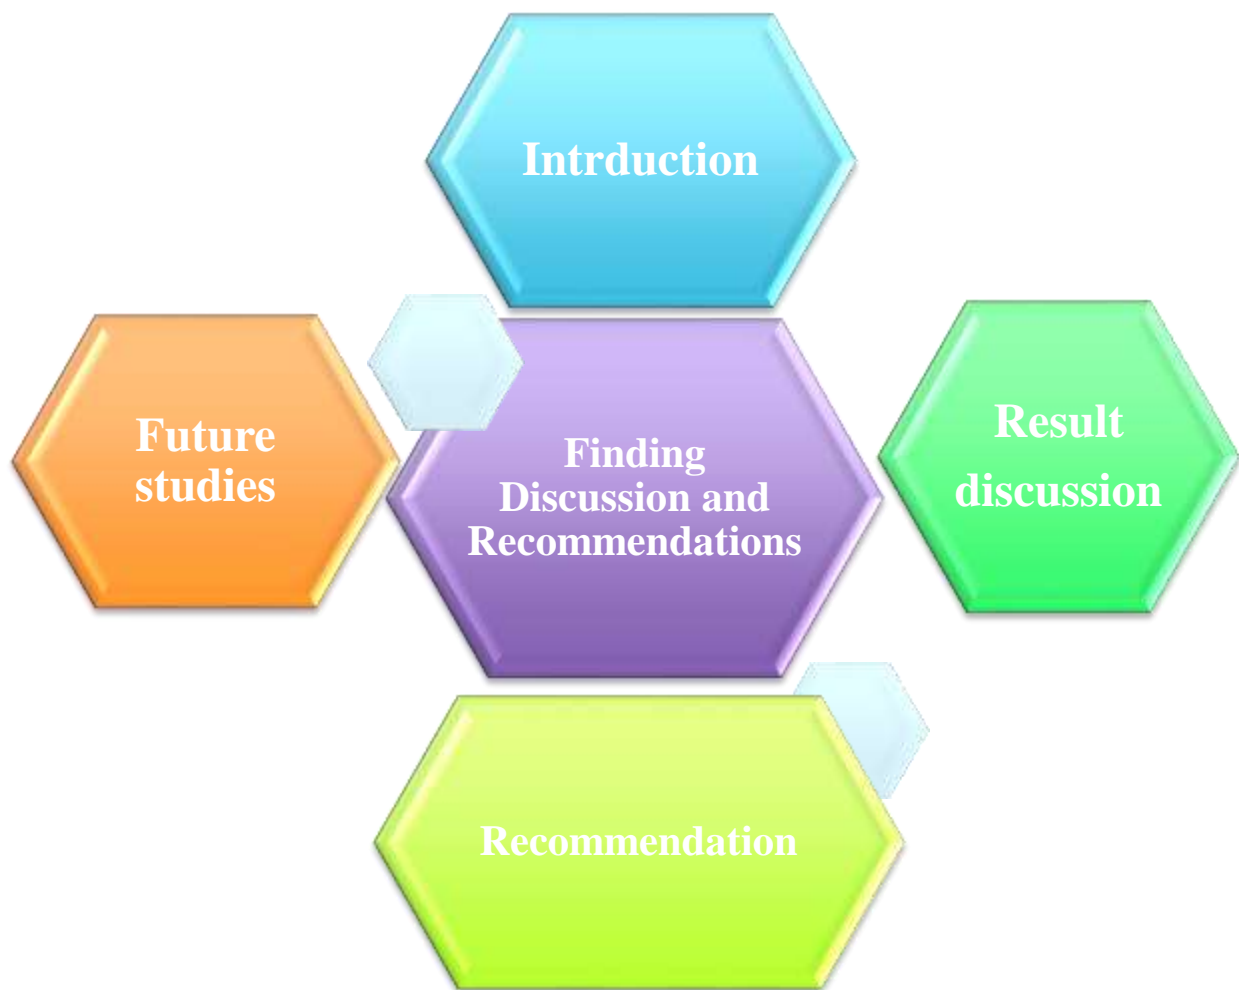 Intrduction
Future
studies
Finding
Discussion and
Recommendations
Result
discussion
Recommendation